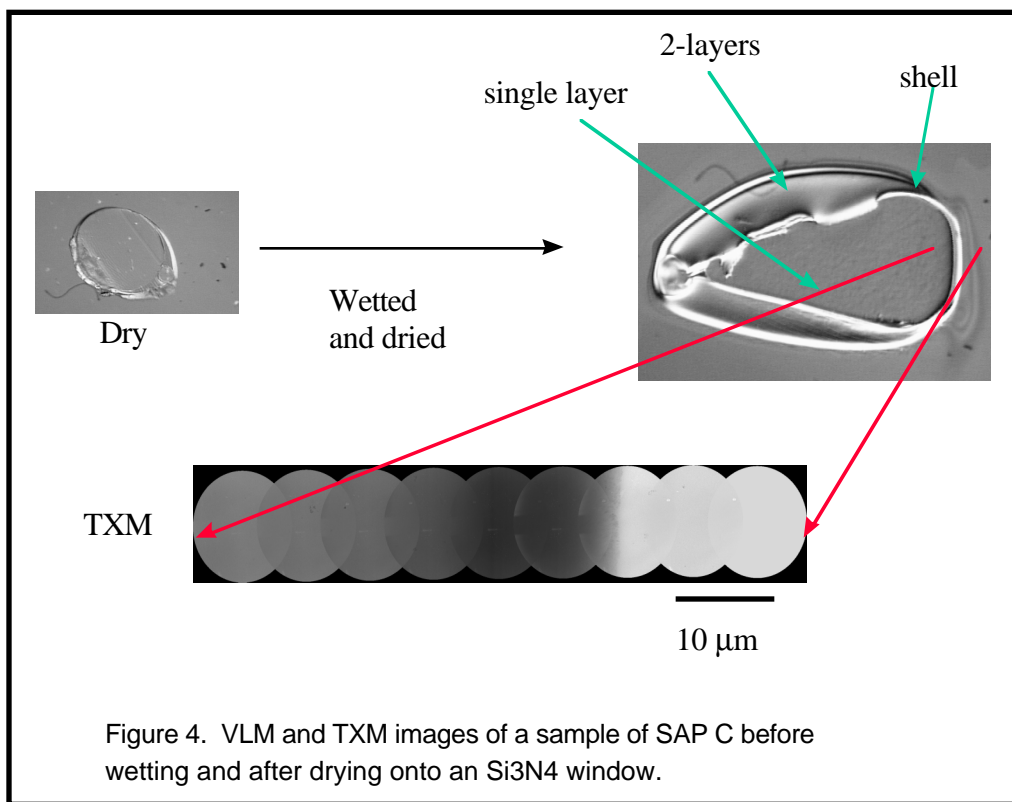 2-layers
single layer
shell
Dry
Wetted
and dried
TXM
10 μm
Figure 4. VLM and TXM images of a sample of SAP C before
wetting and after drying onto an Si3N4 window.